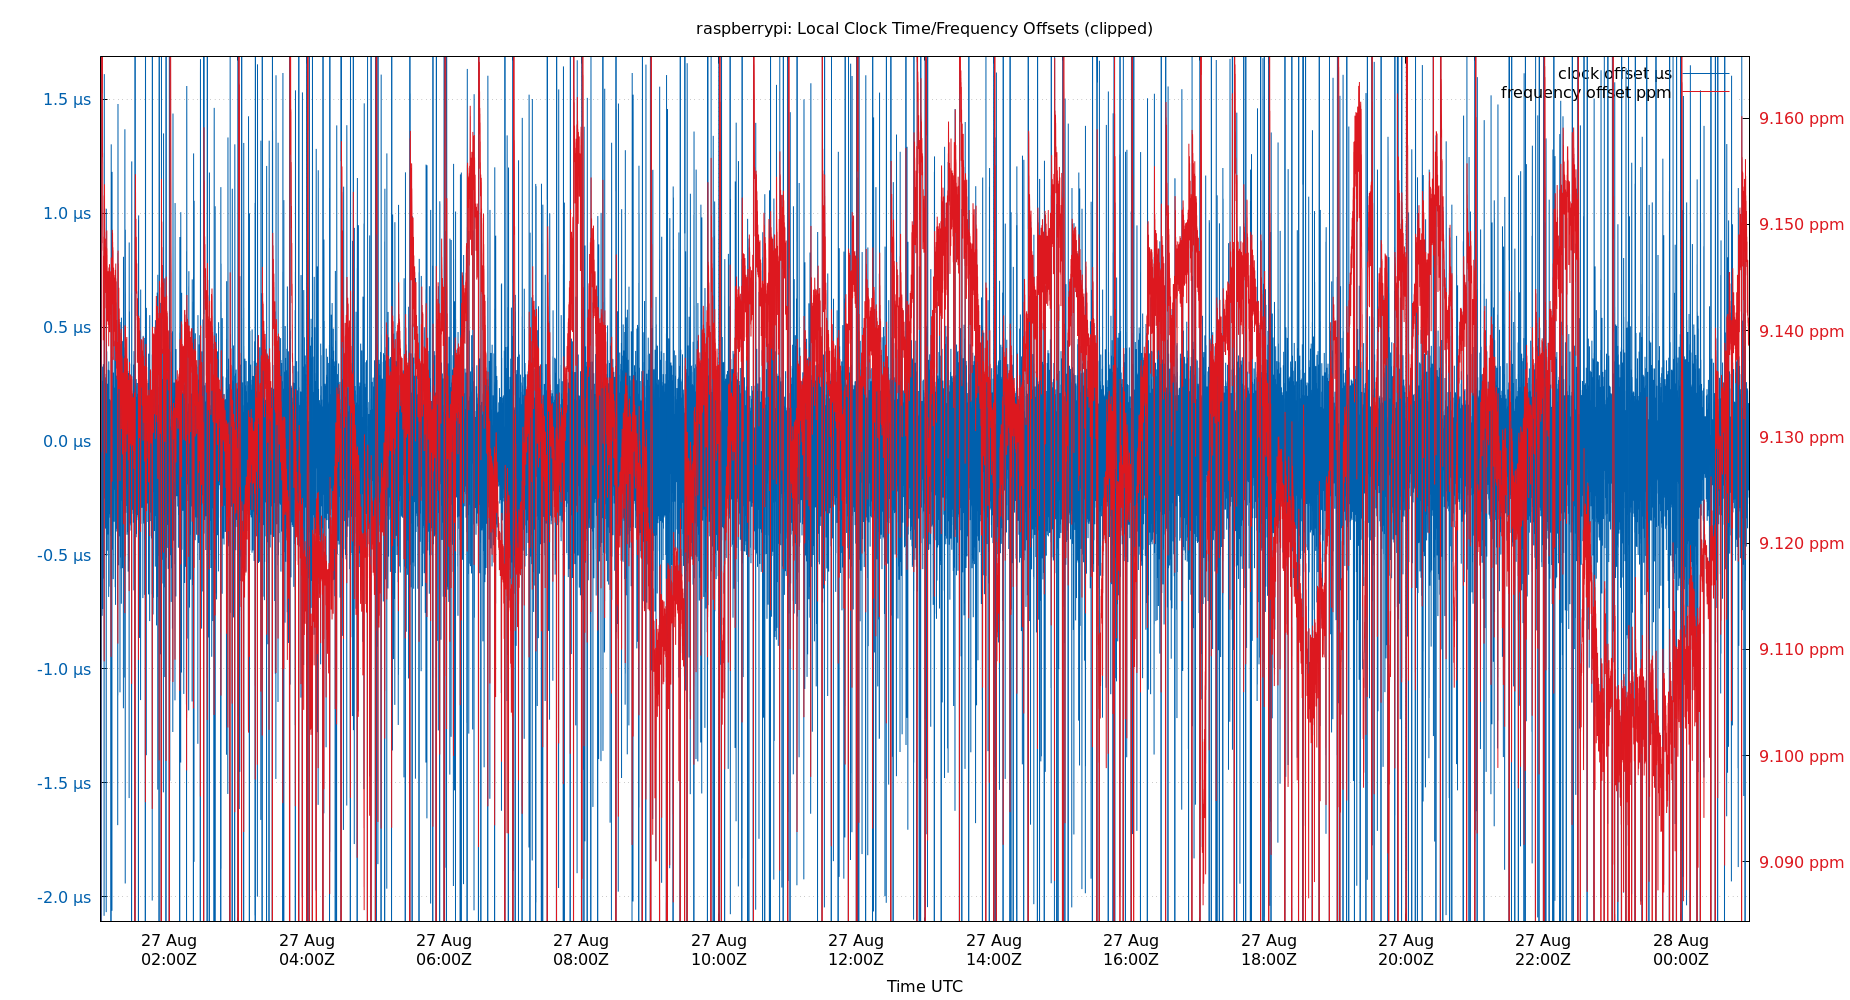 raspberrypi: Local Clock Time/Frequency Offsets (clipped)
clock offset µs
frequency offset ppm
1.5 µs
1.0 µs
0.5 µs
0.0 µs
-0.5 µs
-1.0 µs
-1.5 µs
-2.0 µs
9.160 ppm
9.150 ppm
9.140 ppm
9.130 ppm
9.120 ppm
9.110 ppm
9.100 ppm
9.090 ppm
27 Aug
02:00Z
27 Aug
04:00Z
27 Aug
06:00Z
27 Aug
08:00Z
27 Aug
10:00Z
27 Aug
12:00Z
27 Aug
14:00Z
27 Aug
16:00Z
27 Aug
18:00Z
27 Aug
20:00Z
27 Aug
22:00Z
28 Aug
00:00Z
Time UTC